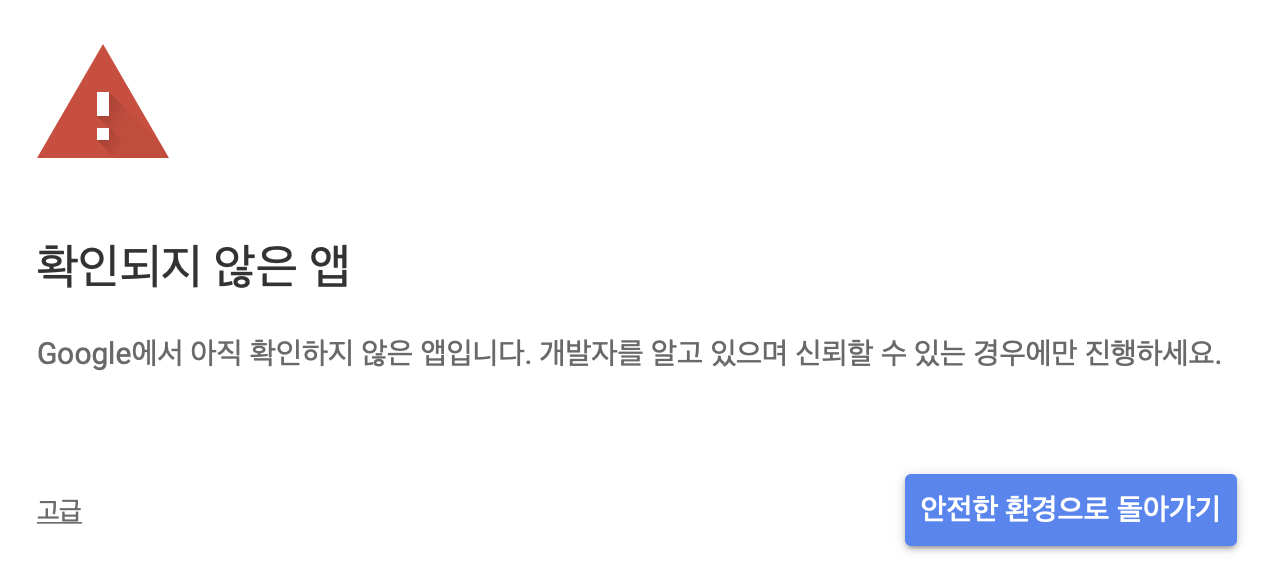 확인되지 않은 앱
Google에서 아직 확인하지 않은 앱입니다. 개발자를 알고 있으며 신뢰할 수 있는 경우에만 진행하세요.
고급
안전한 환경으로 돌아가기